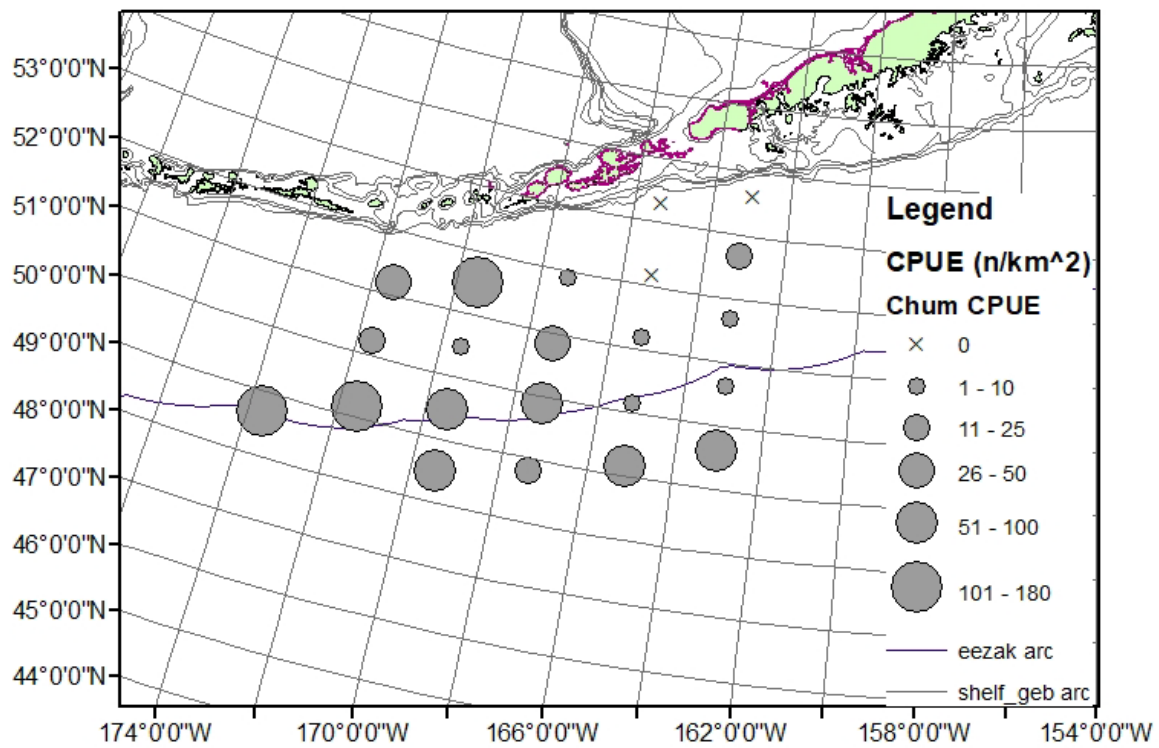 53°0'0"N
52°0'0"N
51°0'0"N
50°0'0"N
49°0'0"N
48°0'0"N
47°0'0"N
46°0'0"N
45°0'0"N
44°0'0"N
174°0'0"W
170°0'0"W
166°0'0"W
162°0'0"W
158°0'0"W
154°0'0"W
Legend
CPUE (n/km^2)
Chum CPUE
0
1 - 10
11 - 25
26 - 50
51 - 100
101 - 180
eezak arc
shelf_geb arc